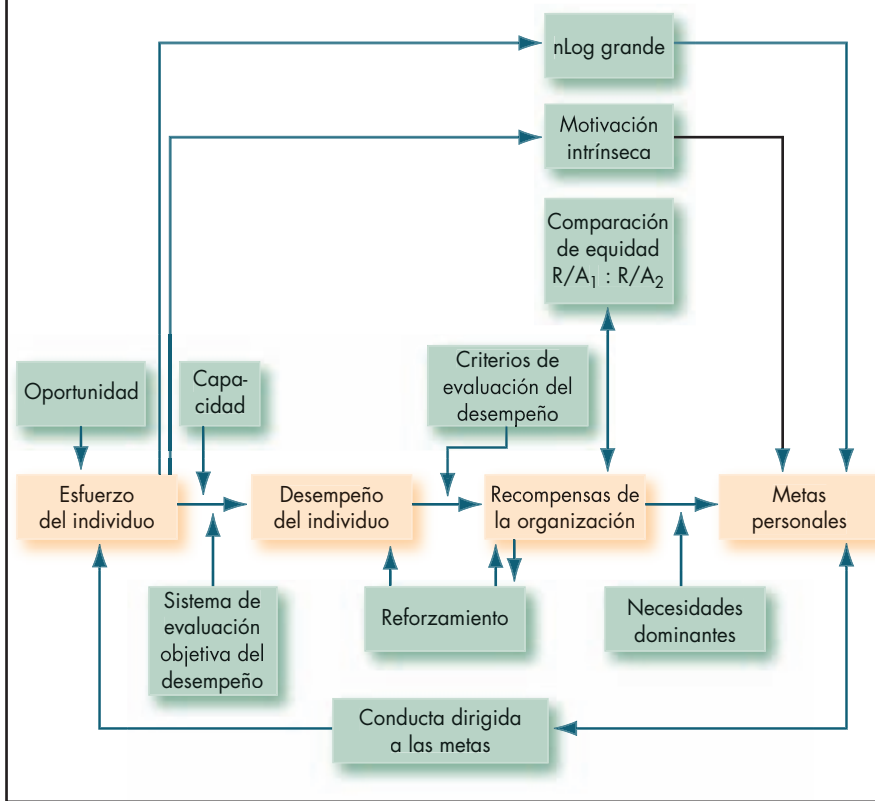 nLog grande
Motivación
intrínseca
Comparación
de equidad
R/A₁ : R/A₂
Oportunidad
Capa-
cidad
Criterios de
evaluación del
desempeño
Esfuerzo
del individuo
Desempeño
del individuo
Recompensas de
la organización
Metas
personales
Sistema de
evaluación
objetiva del
desempeño
Reforzamiento
Necesidades
dominantes
Conducta dirigida
a las metas